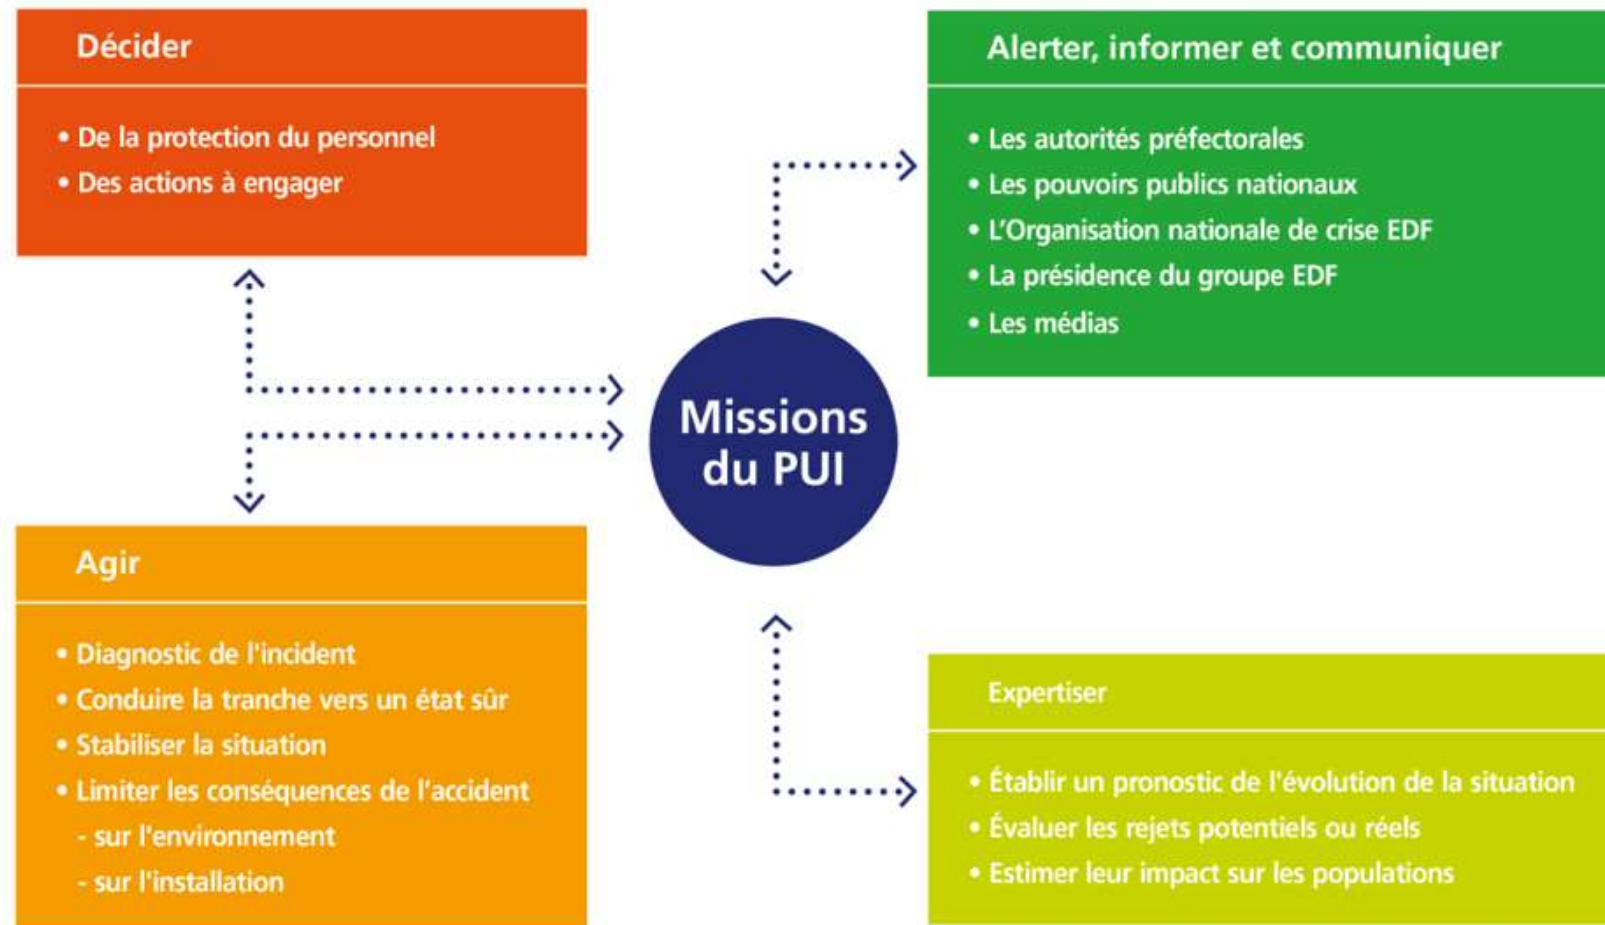 Décider
• De la protection du personnel
• Des actions à engager
Alerter, informer et communiquer
• Les autorités préfectorales
• Les pouvoirs publics nationaux
• L’Organisation nationale de crise EDF
• La présidence du groupe EDF
• Les médias
Missions
du PUI
Agir
• Diagnostic de l'incident
• Conduire la tranche vers un état sûr
• Stabiliser la situation
• Limiter les conséquences de l’accident
- sur l'environnement
- sur l'installation
Expertiser
• Établir un pronostic de l'évolution de la situation
• Évaluer les rejets potentiels ou réels
• Estimer leur impact sur les populations